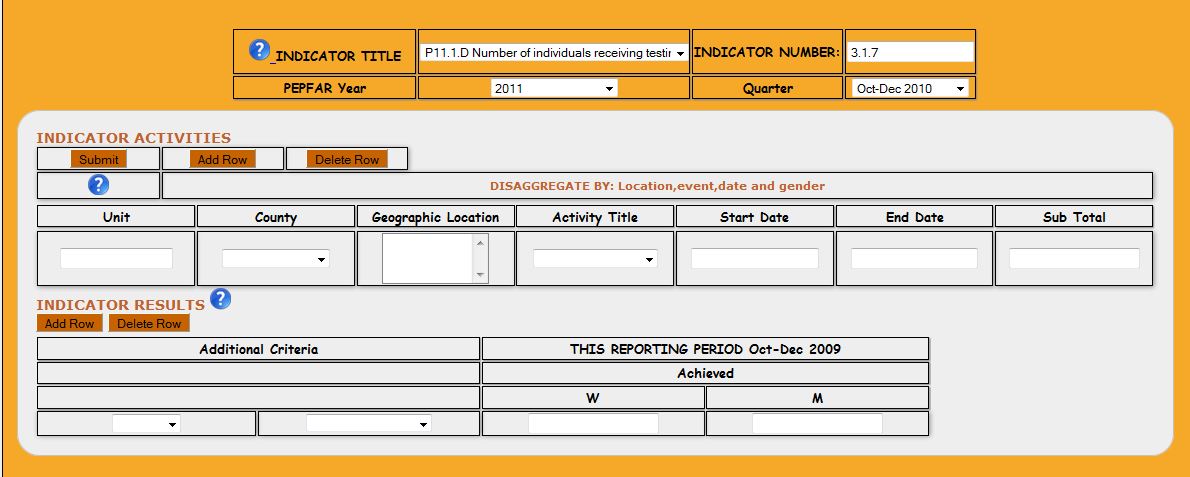 ? INDICATOR TITLE P11.1.D Number of individuals receiving testin INDICATOR NUMBER: 3.1.7
PEPFAR Year 2011 Quarter Oct-Dec 2010
INDICATOR ACTIVITIES
Submit Add Row Delete Row
? DISAGGREGATE BY: Location,event,date and gender
Unit County Geographic Location Activity Title Start Date End Date Sub Total
INDICATOR RESULTS ?
Add Row Delete Row
Additional Criteria THIS REPORTING PERIOD Oct-Dec 2009
Achieved
W M